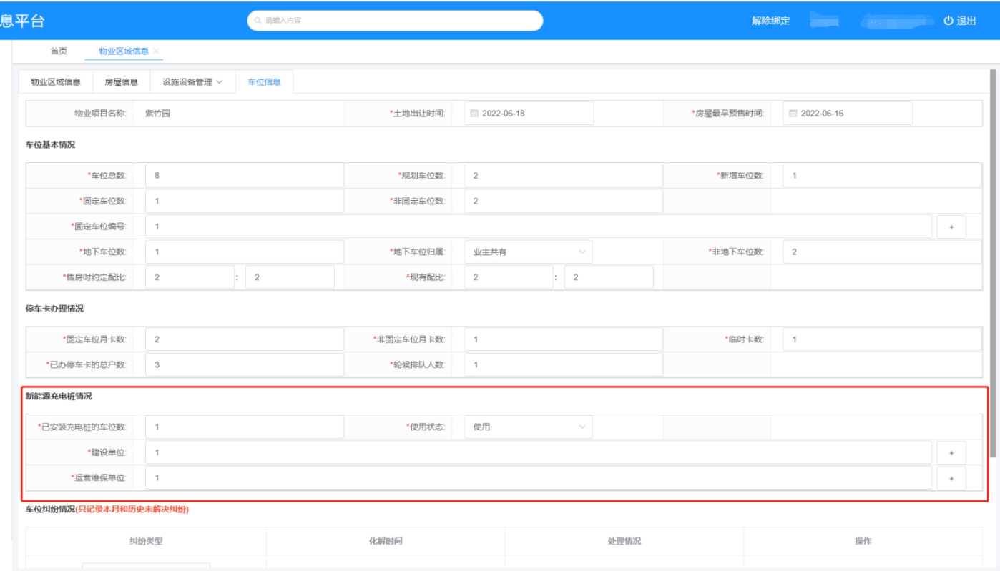 息平台 请输入内容 解除绑定 退出
首页 物业区域信息
物业区域信息 房屋信息 设施设备管理 车位信息
物业项目名称: 紫竹园 *土地出让时间: 2022-06-18 *房屋最早预售时间: 2022-06-16
车位基本情况
*车位总数: 8 *规划车位数: 2 *新增车位数: 1
*固定车位数: 1 *非固定车位数: 2
*固定车位编号: 1 +
*地下车位数: 1 *地下车位归属: 业主共有 *非地下车位数: 2
*售房时约定配比: 2 : 2 *现有配比: 2 : 2
停车卡办理情况
*固定车位月卡数: 2 *非固定车位月卡数: 1 *临时卡数: 1
*已办停车卡的总户数: 3 *轮候排队人数: 1
新能源充电桩情况
*已安装充电桩的车位数: 1 *使用状态: 使用
*建设单位: 1 +
*运营维保单位: 1 +
车位纠纷情况(只记录本月和历史未解决纠纷)
纠纷类型 化解时间 处理情况 操作